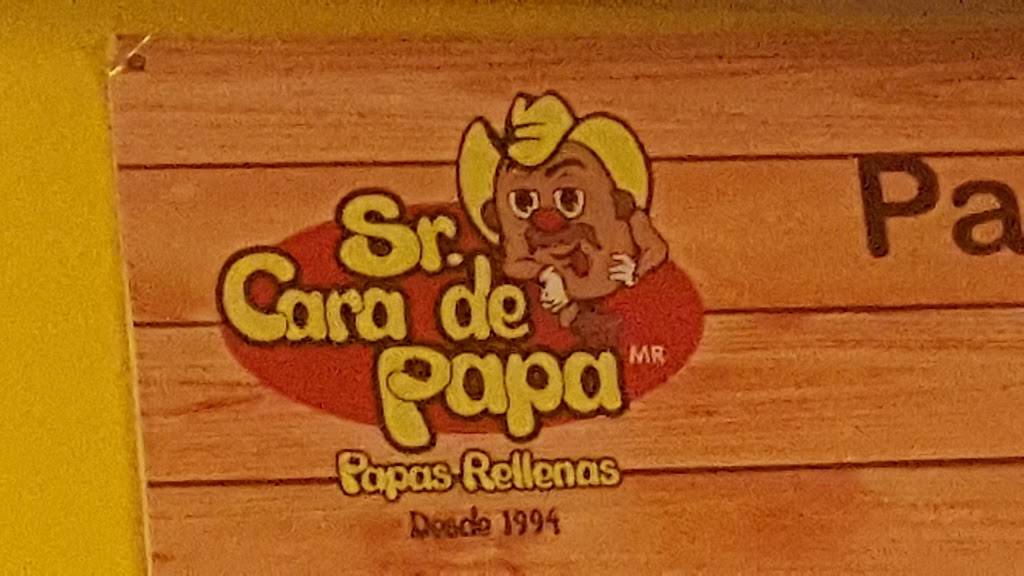 Sr.
Cara de
Papa MR
Papas Rellenas
Desde 1994
Pa